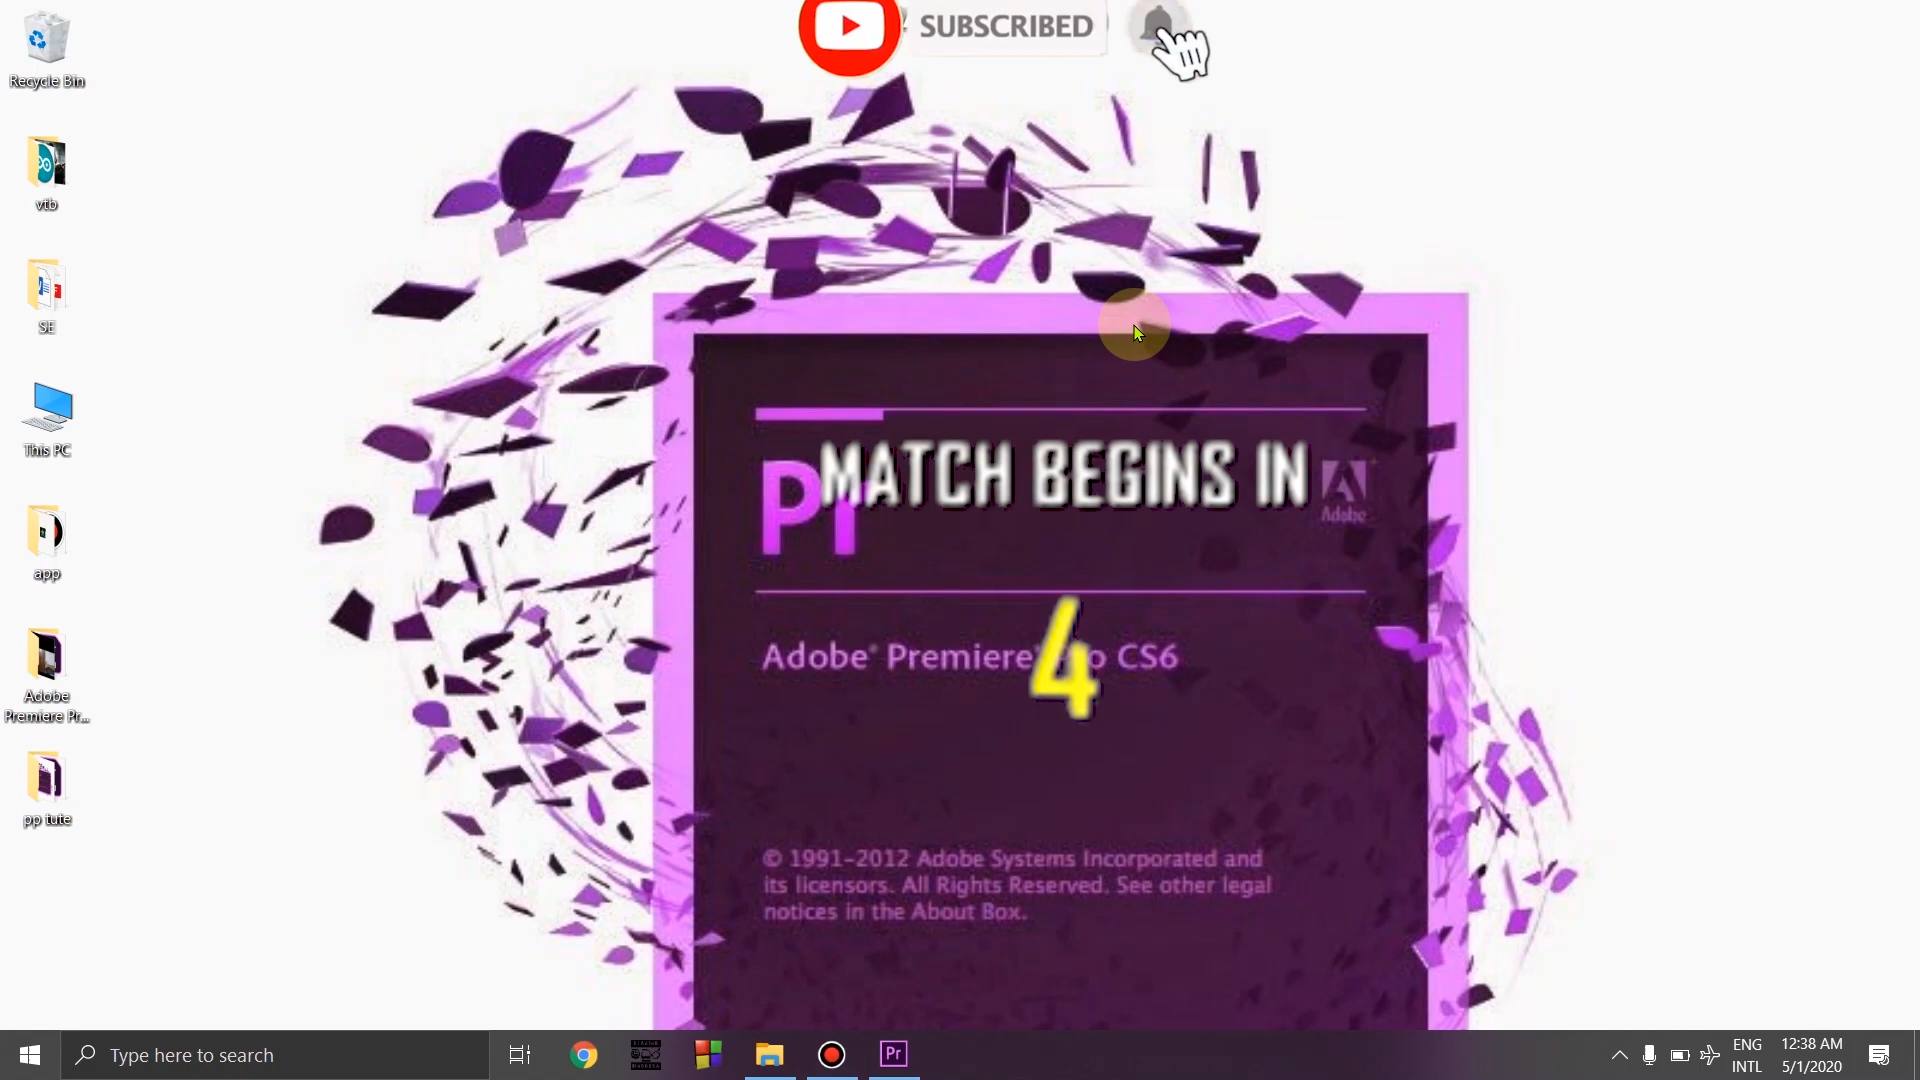 SUBSCRIBED
Recycle Bin
vtb
SE
This PC
app
Adobe
Premiere Pr...
pp tute
MATCH BEGINS IN
4
Pr
Adobe
Adobe® Premiere® CS6
© 1991-2012 Adobe Systems Incorporated and
its licensors. All Rights Reserved. See other legal
notices in the About Box.
Type here to search
Pr
ENG
INTL
12:38 AM
5/1/2020